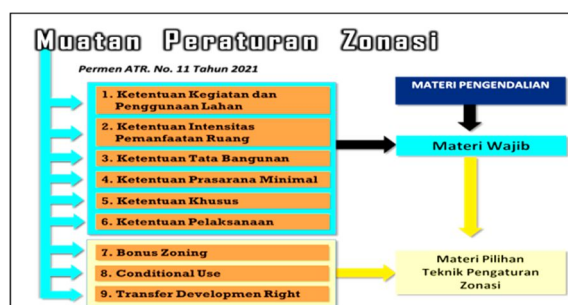 Muatan Peraturan Zonasi
Permen ATR. No. 11 Tahun 2021
1. Ketentuan Kegiatan dan
Penggunaan Lahan
2. Ketentuan Intensitas
Pemanfaatan Ruang
3. Ketentuan Tata Bangunan
4. Ketentuan Prasarana Minimal
5. Ketentuan Khusus
6. Ketentuan Pelaksanaan
7. Bonus Zoning
8. Conditional Use
9. Transfer Developmen Right
MATERI PENGENDALIAN
Materi Wajib
Materi Pilihan
Teknik Pengaturan
Zonasi